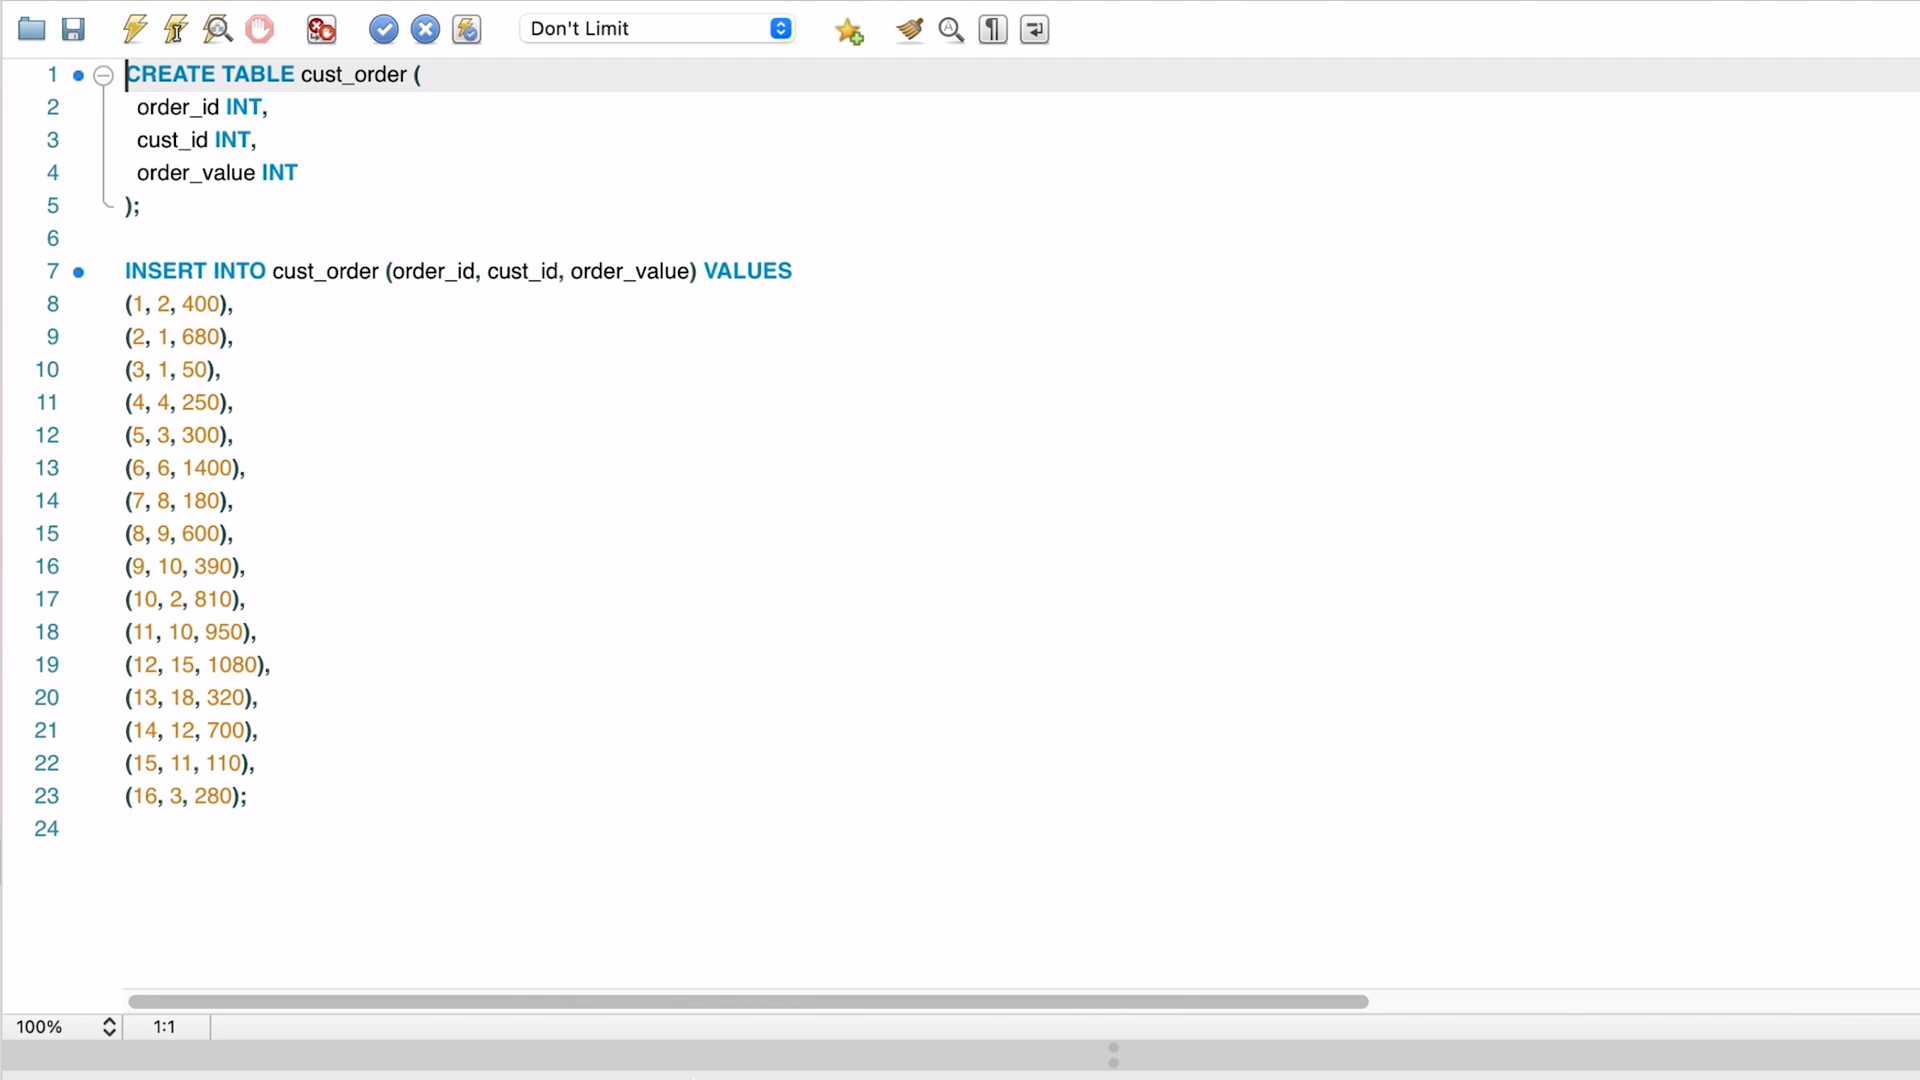 Don't Limit
1 CREATE TABLE cust_order (
2 order_id INT,
3 cust_id INT,
4 order_value INT
5 );
6
7 INSERT INTO cust_order (order_id, cust_id, order_value) VALUES
8 (1, 2, 400),
9 (2, 1, 680),
10 (3, 1, 50),
11 (4, 4, 250),
12 (5, 3, 300),
13 (6, 6, 1400),
14 (7, 8, 180),
15 (8, 9, 600),
16 (9, 10, 390),
17 (10, 2, 810),
18 (11, 10, 950),
19 (12, 15, 1080),
20 (13, 18, 320),
21 (14, 12, 700),
22 (15, 11, 110),
23 (16, 3, 280);
24
100% 1:1